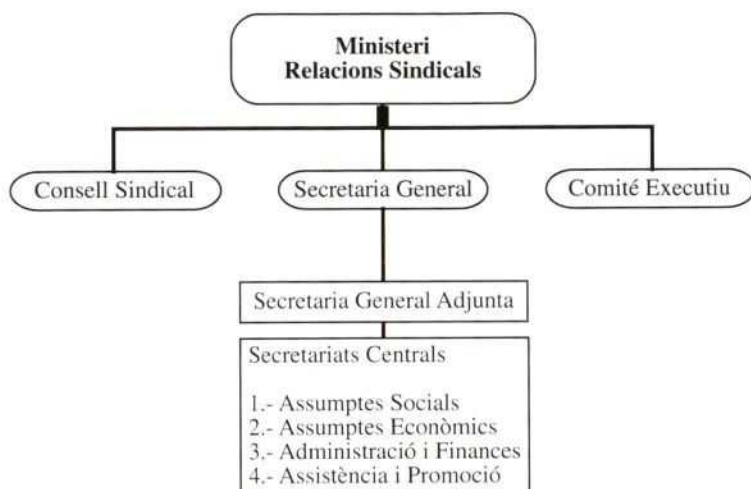 Ministeri
Relacions Sindicals
Consell Sindical
Secretaria General
Comité Executiu
Secretaria General Adjunta
Secretariats Centrals
1.- Assumptes Socials
2.- Assumptes Econòmics
3.- Administració i Finances
4.- Assistència i Promoció